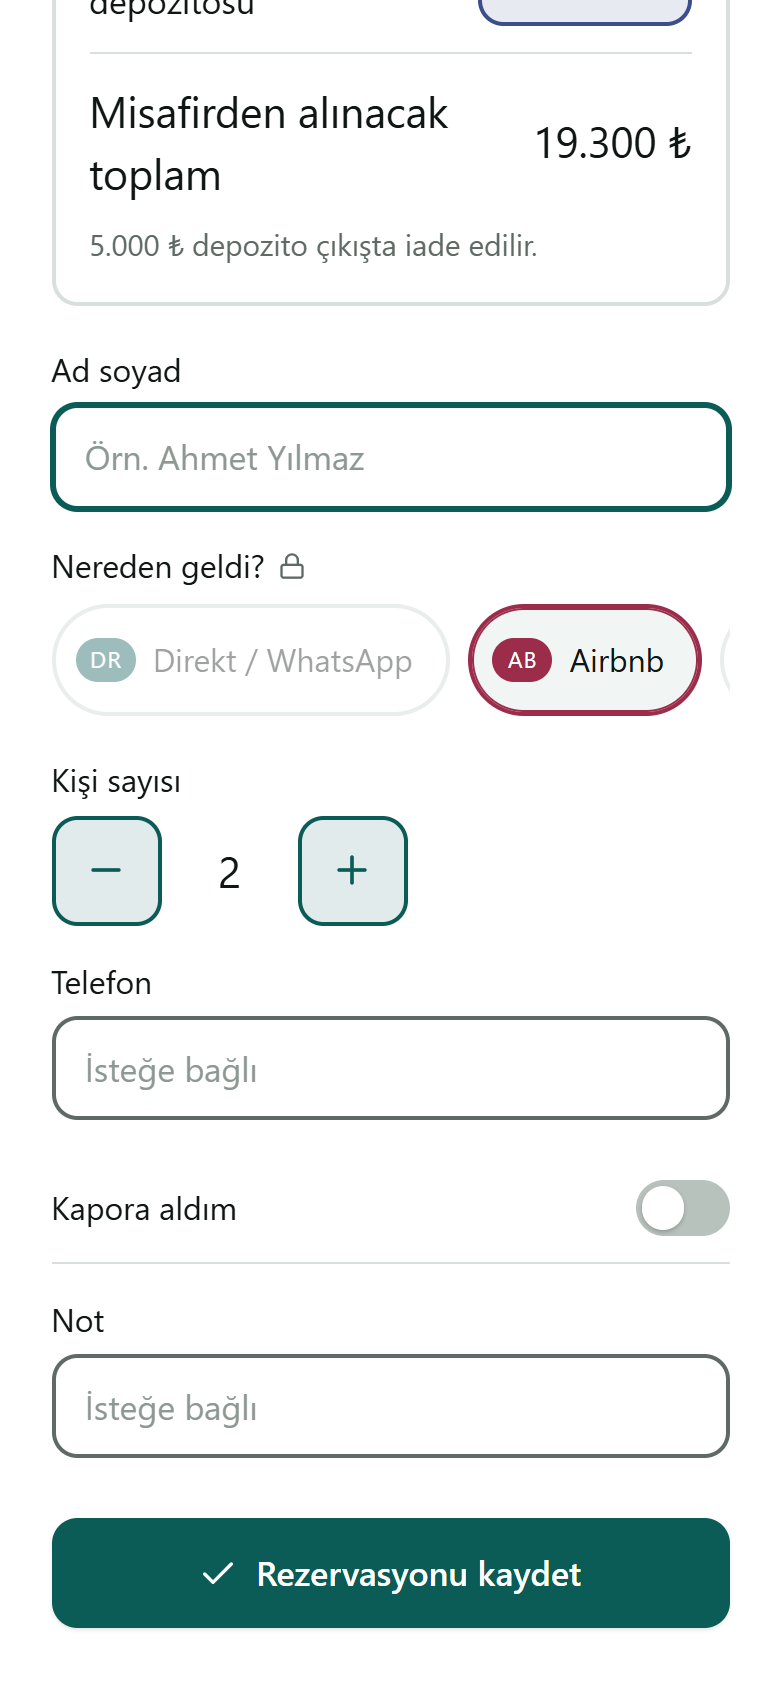 depozitosu
Misafirden alınacak
toplam
19.300 ₺
5.000 ₺ depozito çıkışta iade edilir.
Ad soyad
Örn. Ahmet Yılmaz
Nereden geldi?
DR Direkt / WhatsApp
AB Airbnb
Kişi sayısı
− 2 +
Telefon
İsteğe bağlı
Kapora aldım
Not
İsteğe bağlı
Rezervasyonu kaydet